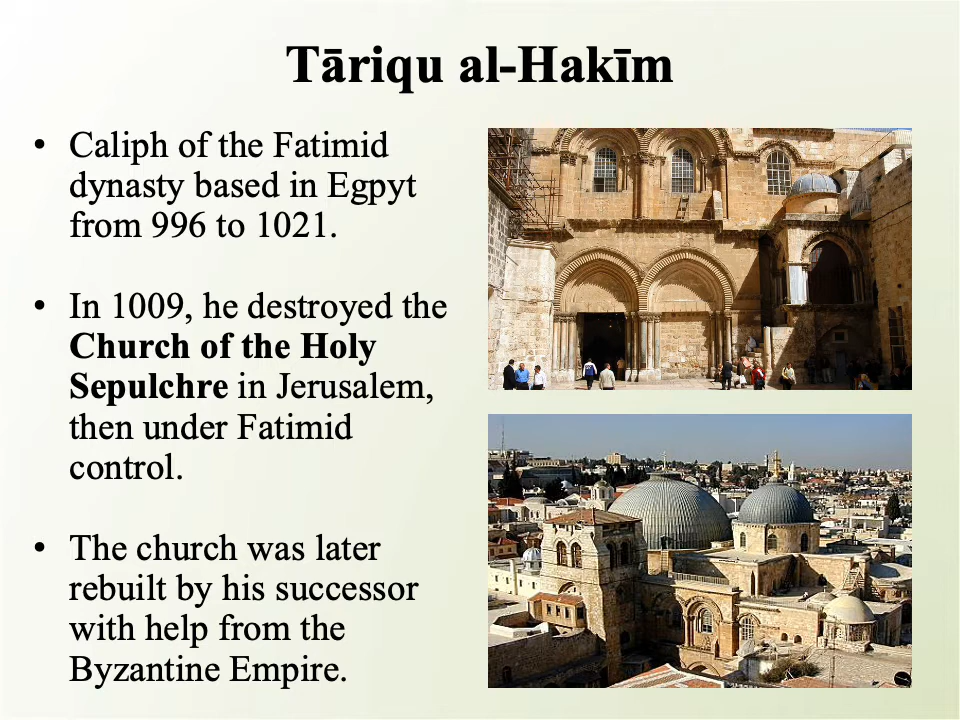 Tāriqu al-Hakīm
• Caliph of the Fatimid
dynasty based in Egpyt
from 996 to 1021.
• In 1009, he destroyed the
Church of the Holy
Sepulchre in Jerusalem,
then under Fatimid
control.
• The church was later
rebuilt by his successor
with help from the
Byzantine Empire.